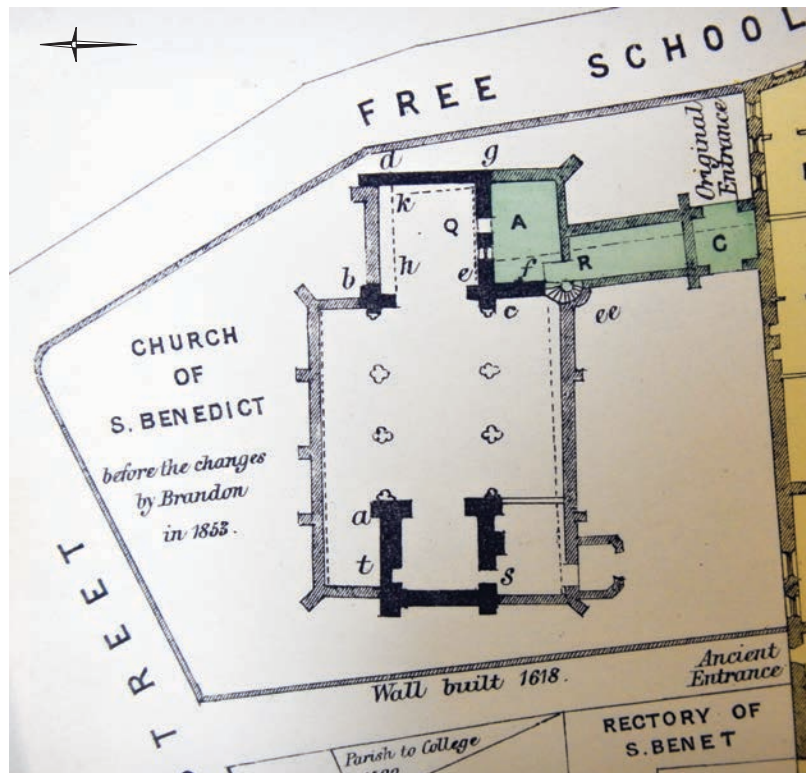 FREE SCHOOL
Original
Entrance
d
g
k
Q
A
b
h
e
f
R
C
c
ee
CHURCH
OF
S. BENEDICT
before the changes
by Brandon
in 1853.
a
t
s
TREET
Wall built 1618.
Ancient
Entrance
RECTORY OF
S. BENET
Parish to College